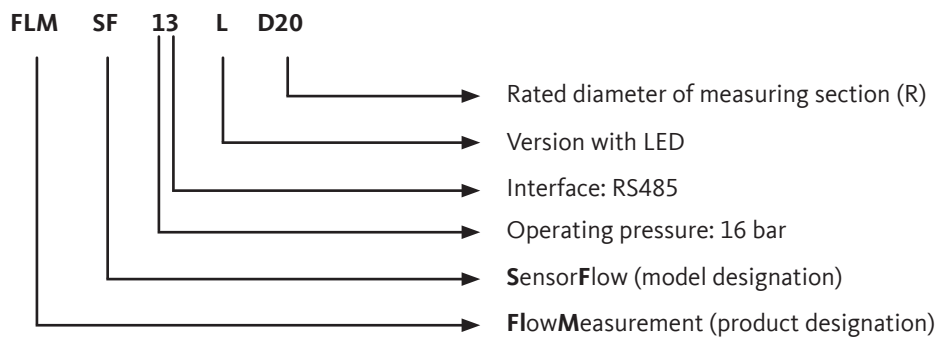 FLM SF 13 L D20
Rated diameter of measuring section (R)
Version with LED
Interface: RS485
Operating pressure: 16 bar
SensorFlow (model designation)
FlowMeasurement (product designation)